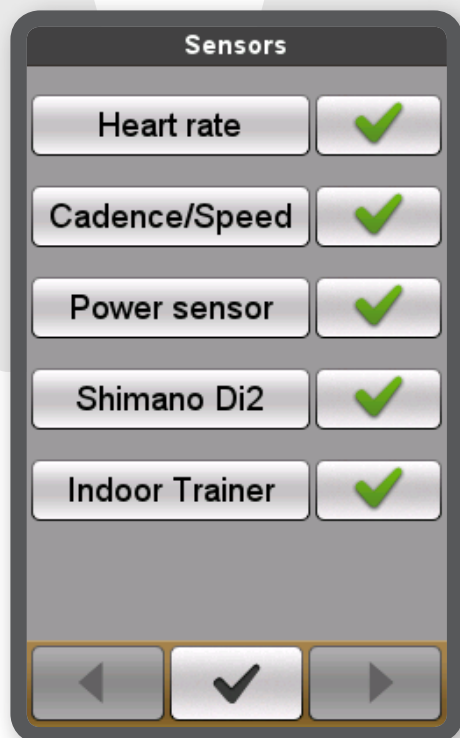 Sensors
Heart rate
Cadence/Speed
Power sensor
Shimano Di2
Indoor Trainer